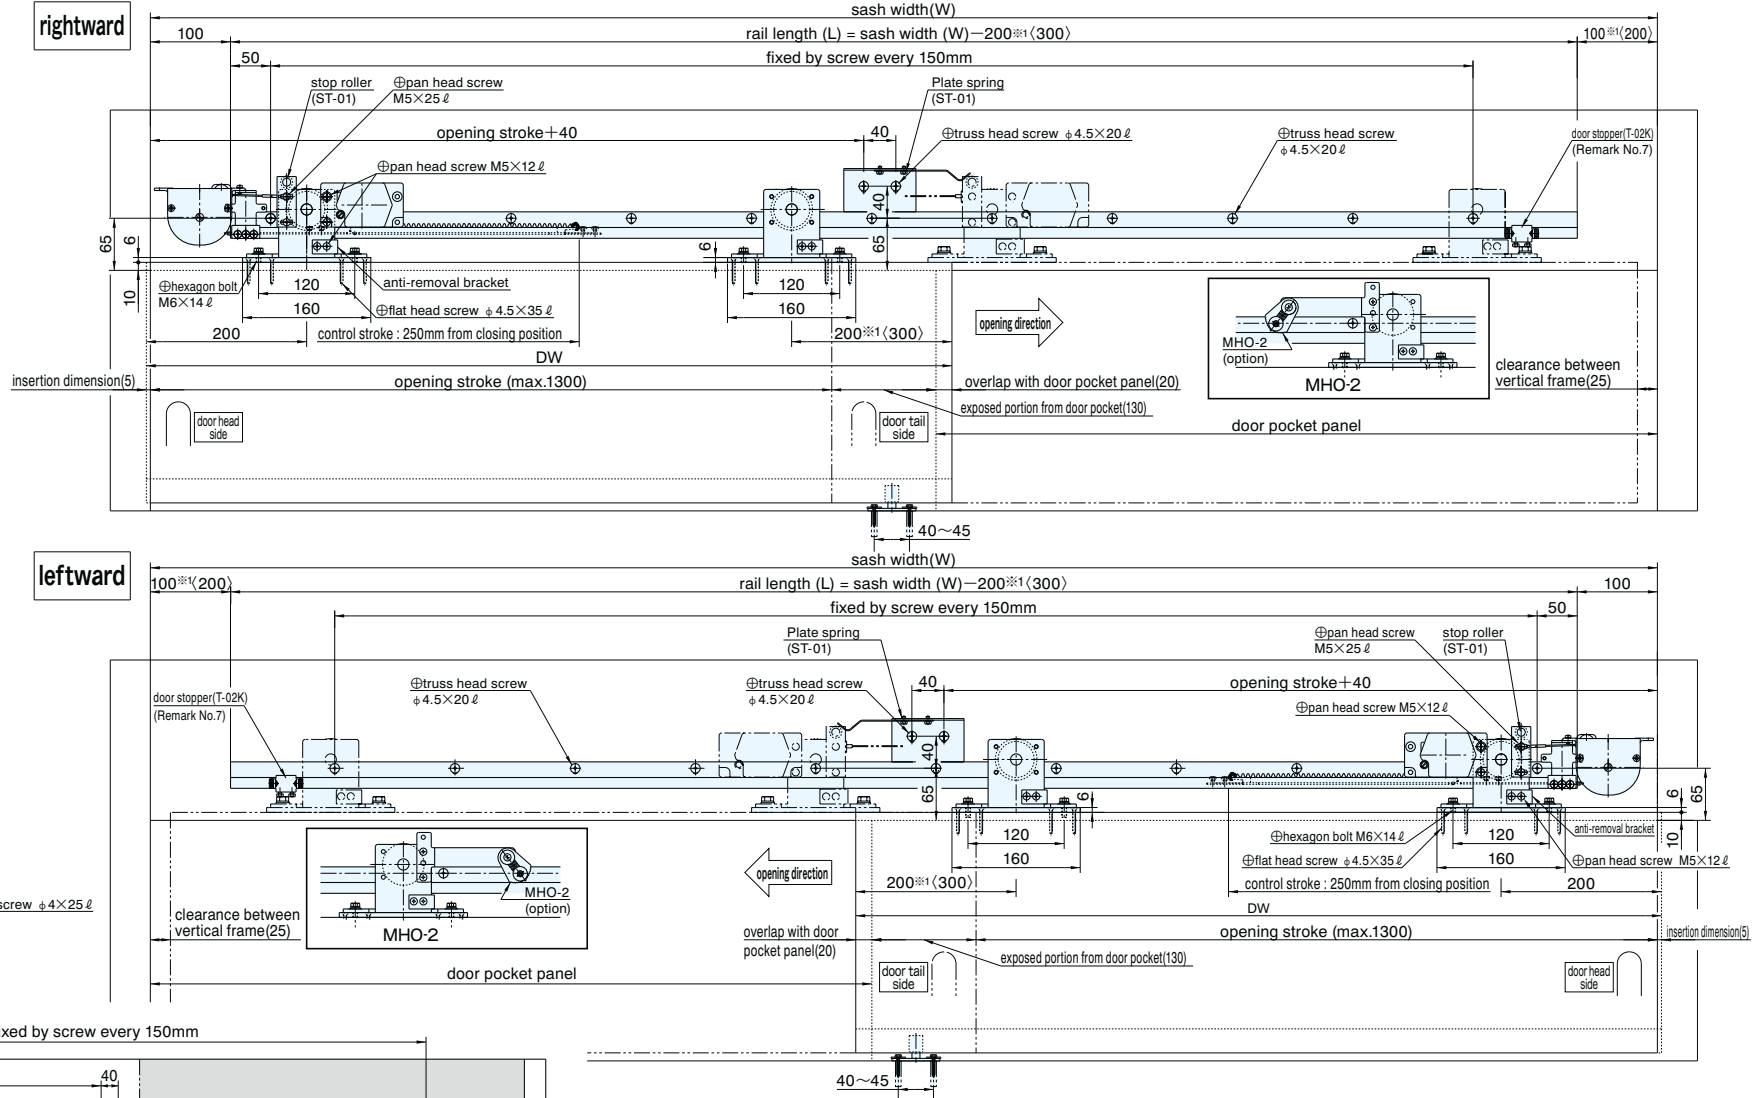 rightward
sash width(W)
100
rail length (L) = sash width (W)−200※1〈300〉
100※1〈200〉
50
fixed by screw every 150mm
stop roller
(ST-01)
⊕pan head screw
M5×25ℓ
Plate spring
(ST-01)
opening stroke+40
40
⊕truss head screw φ4.5×20ℓ
⊕truss head screw
φ4.5×20ℓ
door stopper(T-02K)
(Remark No.7)
⊕pan head screw M5×12ℓ
40
65
6
10
6
65
⊕hexagon bolt
M6×14ℓ
120
160
anti-removal bracket
⊕flat head screw φ4.5×35ℓ
120
160
200
control stroke : 250mm from closing position
200※1〈300〉
opening direction
MHO-2
(option)
MHO-2
DW
insertion dimension(5)
opening stroke (max.1300)
overlap with door pocket panel(20)
clearance between
vertical frame(25)
exposed portion from door pocket(130)
door head
side
door tail
side
door pocket panel
40〜45
leftward
sash width(W)
100※1〈200〉
rail length (L) = sash width (W)−200※1〈300〉
100
fixed by screw every 150mm
50
Plate spring
(ST-01)
⊕pan head screw
M5×25ℓ
stop roller
(ST-01)
door stopper(T-02K)
(Remark No.7)
⊕truss head screw
φ4.5×20ℓ
⊕truss head screw
φ4.5×20ℓ
40
opening stroke+40
⊕pan head screw M5×12ℓ
40
65
6
6
65
10
120
160
⊕hexagon bolt M6×14ℓ
⊕flat head screw φ4.5×35ℓ
120
160
anti-removal bracket
⊕pan head screw M5×12ℓ
opening direction
200※1〈300〉
control stroke : 250mm from closing position
200
MHO-2
(option)
MHO-2
screw φ4×25ℓ
clearance between
vertical frame(25)
DW
overlap with door
pocket panel(20)
opening stroke (max.1300)
insertion dimension(5)
exposed portion from door pocket(130)
door pocket panel
door tail
side
door head
side
fixed by screw every 150mm
40
40〜45